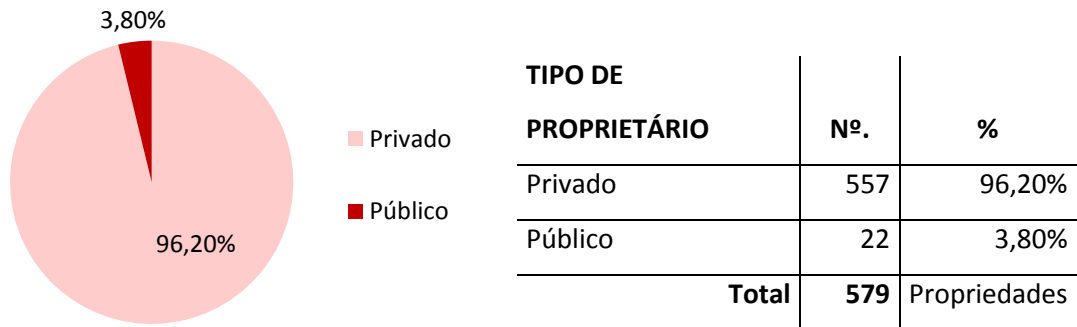 3,80%
96,20%
Privado
Público
TIPO DE
PROPRIETÁRIO Nº. %
Privado 557 96,20%
Público 22 3,80%
Total 579 Propriedades